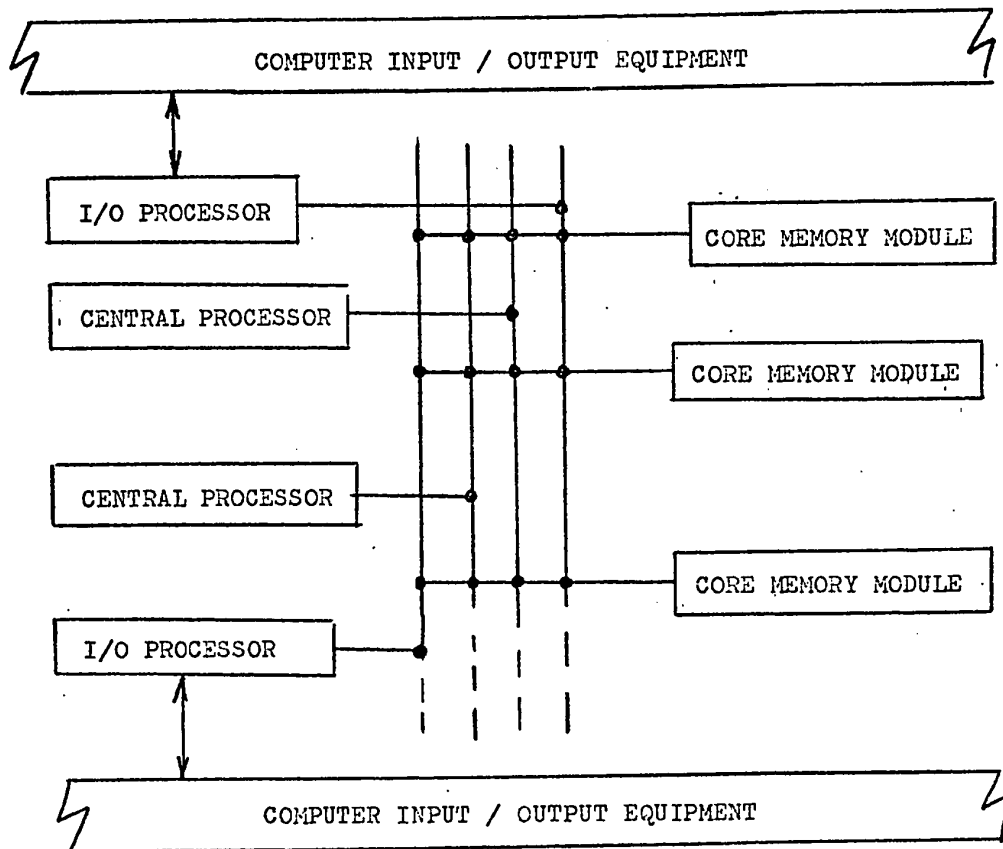 COMPUTER INPUT / OUTPUT EQUIPMENT
I/O PROCESSOR
CORE MEMORY MODULE
CENTRAL PROCESSOR
CORE MEMORY MODULE
CENTRAL PROCESSOR
CORE MEMORY MODULE
I/O PROCESSOR
COMPUTER INPUT / OUTPUT EQUIPMENT